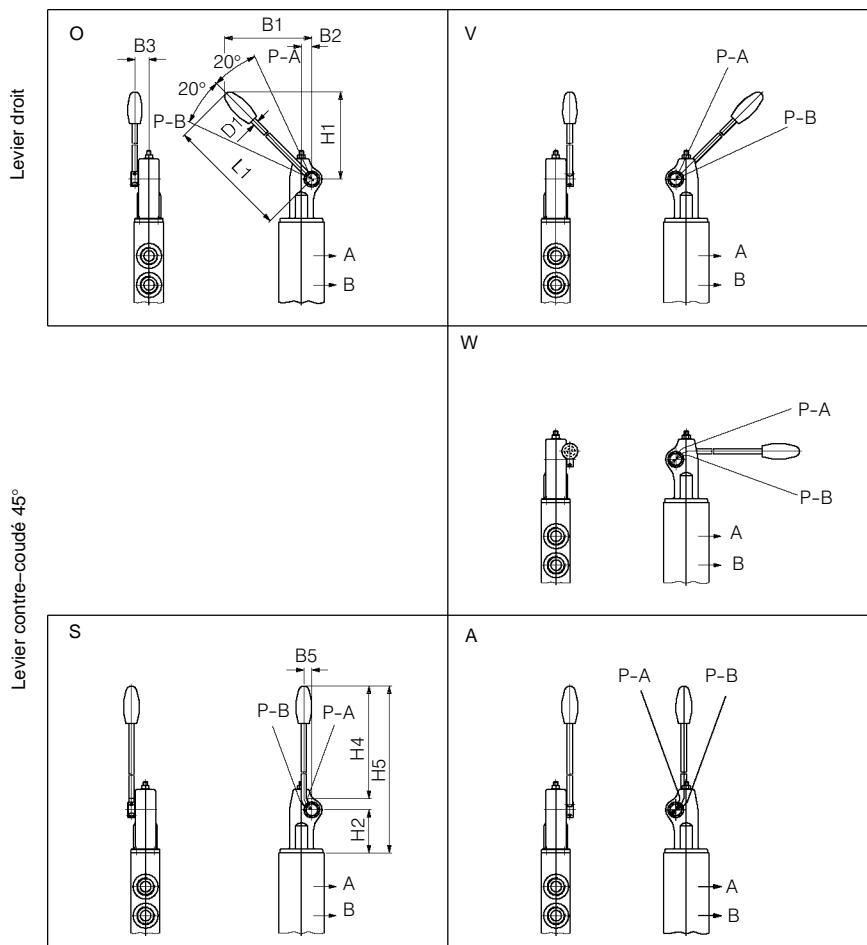 Levier droit
O
B1
B2
B3
P-A
20°
20°
P-B
D1
L1
H1
A
B
V
P-A
P-B
A
B
W
P-A
P-B
A
B
Levier contre-coudé 45°
S
B5
P-B
P-A
H4
H5
H2
A
B
A
P-A
P-B
A
B